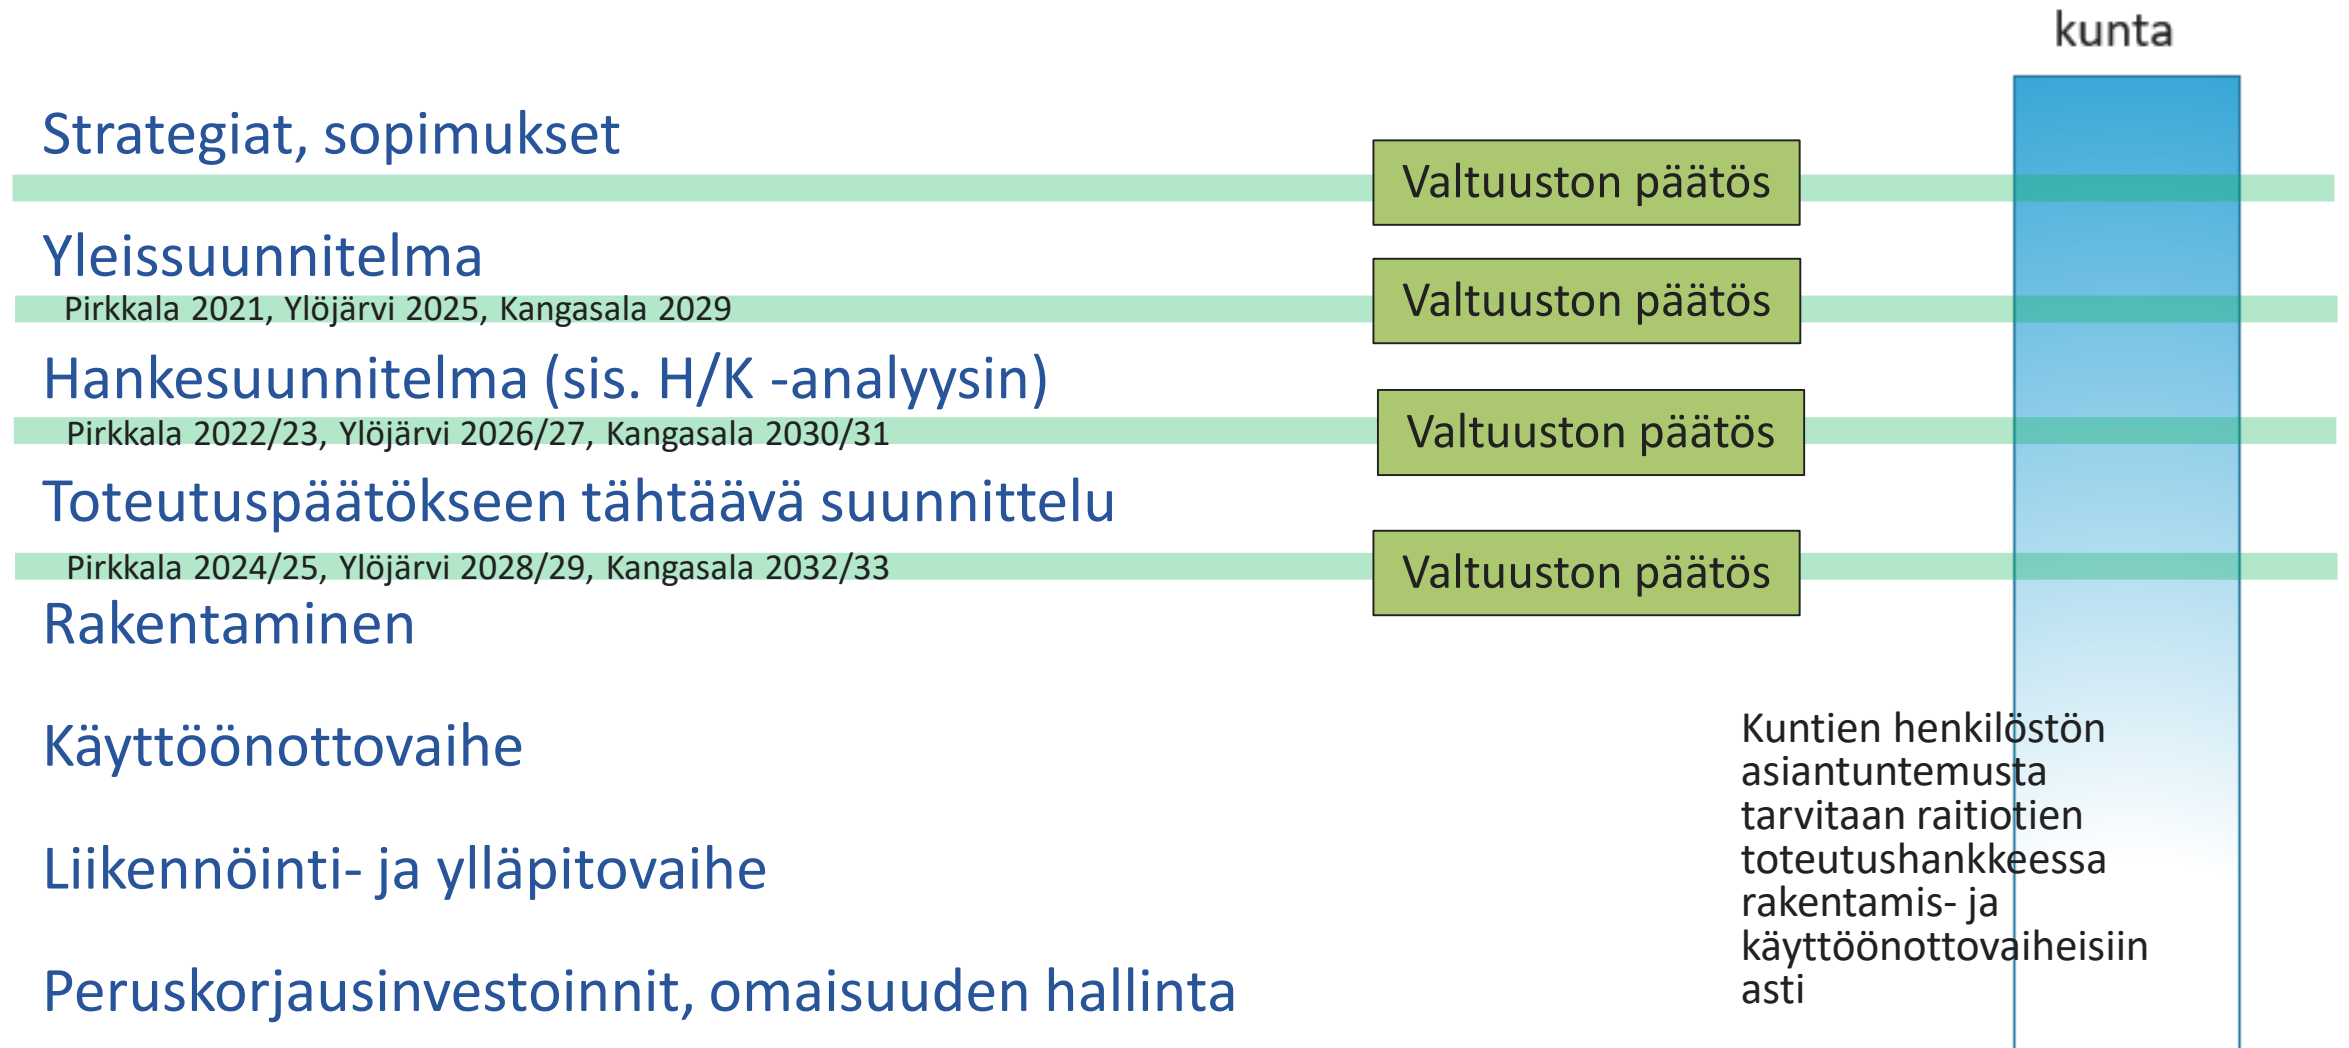 kunta
Strategiat, sopimukset
Valtuuston päätös
Yleissuunnitelma
Valtuuston päätös
Pirkkala 2021, Ylöjärvi 2025, Kangasala 2029
Hankesuunnitelma (sis. H/K -analyysin)
Valtuuston päätös
Pirkkala 2022/23, Ylöjärvi 2026/27, Kangasala 2030/31
Toteutuspäätökseen tähtäävä suunnittelu
Valtuuston päätös
Pirkkala 2024/25, Ylöjärvi 2028/29, Kangasala 2032/33
Rakentaminen
Käyttöönottovaihe
Liikennöinti- ja ylläpitovaihe
Peruskorjausinvestoinnit, omaisuuden hallinta
Kuntien henkilöstön
asiantuntemusta
tarvitaan raitiotien
toteutushankkeessa
rakentamis- ja
käyttöönottovaiheisiin
asti